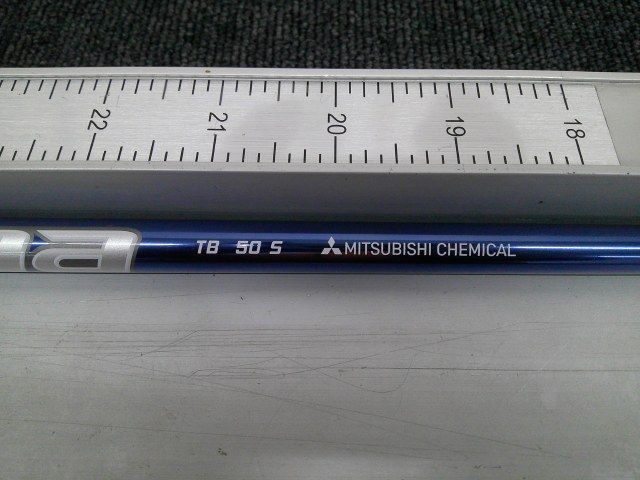 22 21 20 19 18
TB 50 S MITSUBISHI CHEMICAL